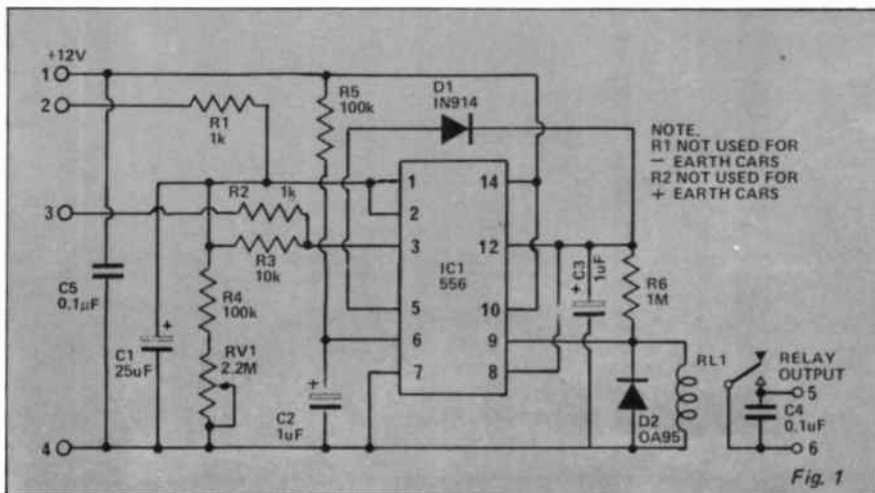 +12V
1
2
3
4
R1
1k
R2
1k
R3
10k
R4
100k
RV1
2.2M
C5
0.1µF
C1
25uF
+
R5
100k
C2
1uF
+
D1
IN914
1
2
3
5
6
7
IC1
556
14
12
10
9
8
C3
1uF
+
R6
1M
D2
OA95
RL1
RELAY
OUTPUT
5
C4
0.1uF
6
NOTE.
R1 NOT USED FOR
– EARTH CARS
R2 NOT USED FOR
+ EARTH CARS
Fig. 1